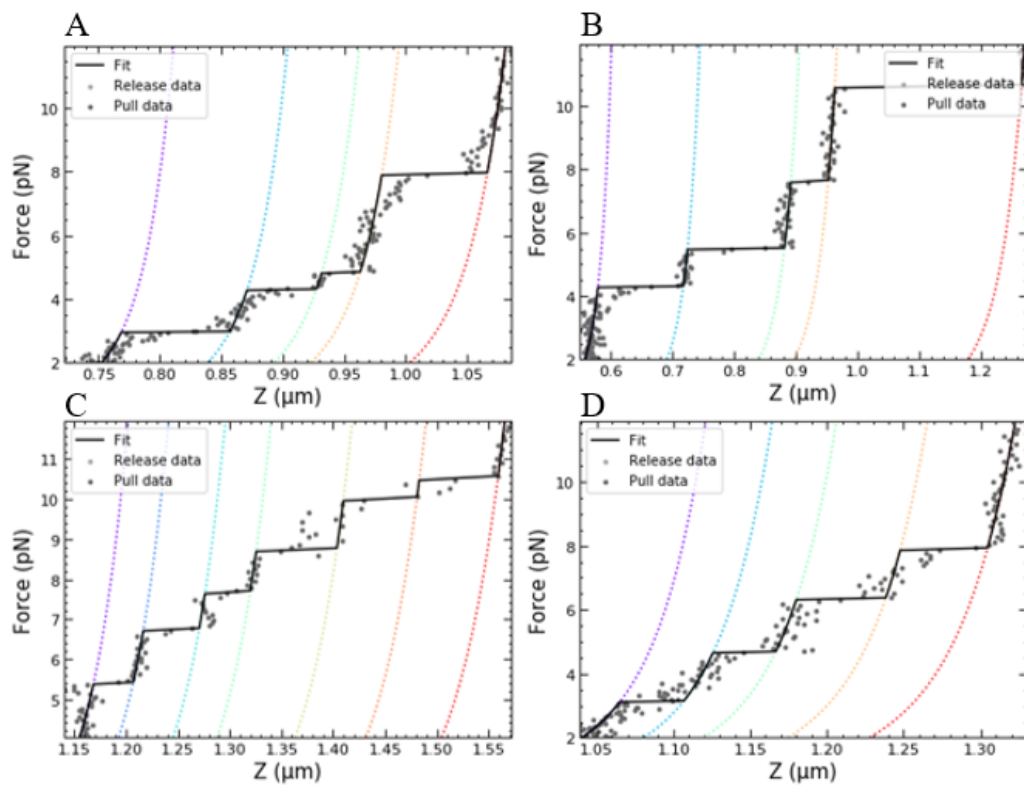 A
Fit
Release data
Pull data
Force (pN)
10
8
6
4
2
0.75 0.80 0.85 0.90 0.95 1.00 1.05
Z (μm)
B
Fit
Release data
Pull data
Force (pN)
10
8
6
4
2
0.6 0.7 0.8 0.9 1.0 1.1 1.2
Z (μm)
C
Fit
Release data
Pull data
Force (pN)
11
10
9
8
7
6
5
1.15 1.20 1.25 1.30 1.35 1.40 1.45 1.50 1.55
Z (μm)
D
Fit
Release data
Pull data
Force (pN)
10
8
6
4
2
1.05 1.10 1.15 1.20 1.25 1.30
Z (μm)